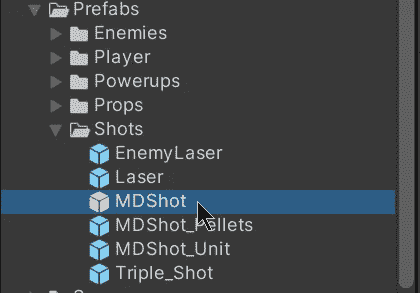 Prefabs
Enemies
Player
Powerups
Props
Shots
EnemyLaser
Laser
MDShot
MDShot_Pellets
MDShot_Unit
Triple_Shot